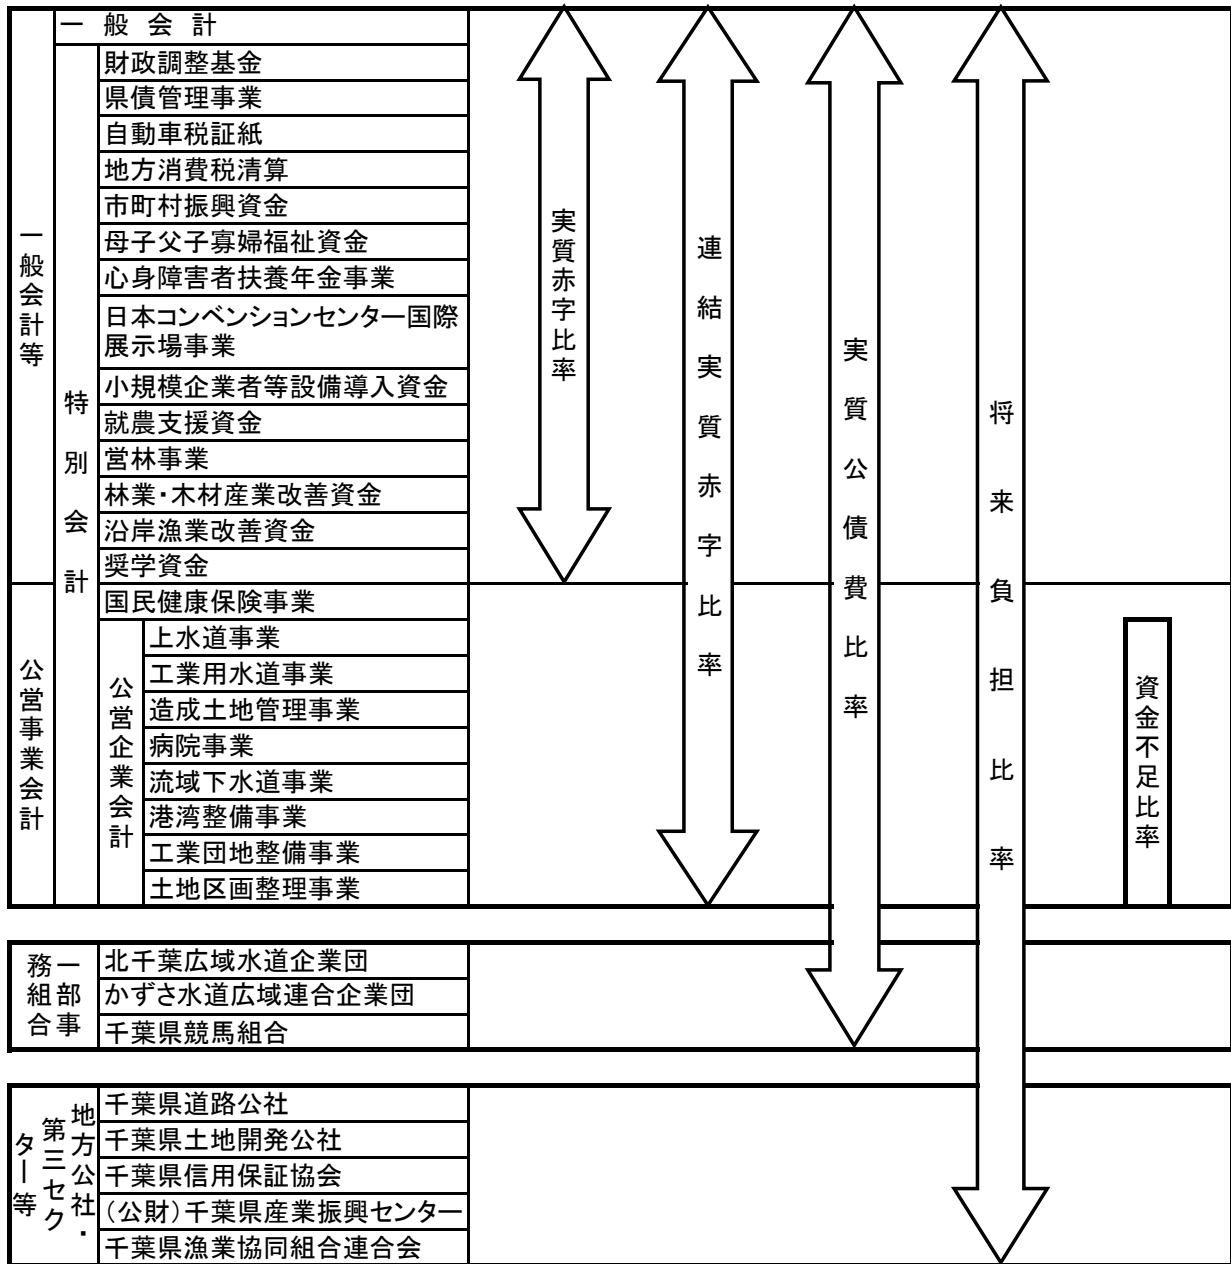 一般会計等
一般会計
特別会計
財政調整基金
県債管理事業
自動車税証紙
地方消費税清算
市町村振興資金
母子父子寡婦福祉資金
心身障害者扶養年金事業
日本コンベンションセンター国際
展示場事業
小規模企業者等設備導入資金
就農支援資金
営林事業
林業・木材産業改善資金
沿岸漁業改善資金
奨学資金
公営事業会計
国民健康保険事業
公営企業会計
上水道事業
工業用水道事業
造成土地管理事業
病院事業
流域下水道事業
港湾整備事業
工業団地整備事業
土地区画整理事業
実質赤字比率
連結実質赤字比率
実質公債費比率
将来負担比率
資金不足比率
一部事
務組合
北千葉広域水道企業団
かずさ水道広域連合企業団
千葉県競馬組合
地方公社・
第三セク
ター等
千葉県道路公社
千葉県土地開発公社
千葉県信用保証協会
(公財)千葉県産業振興センター
千葉県漁業協同組合連合会